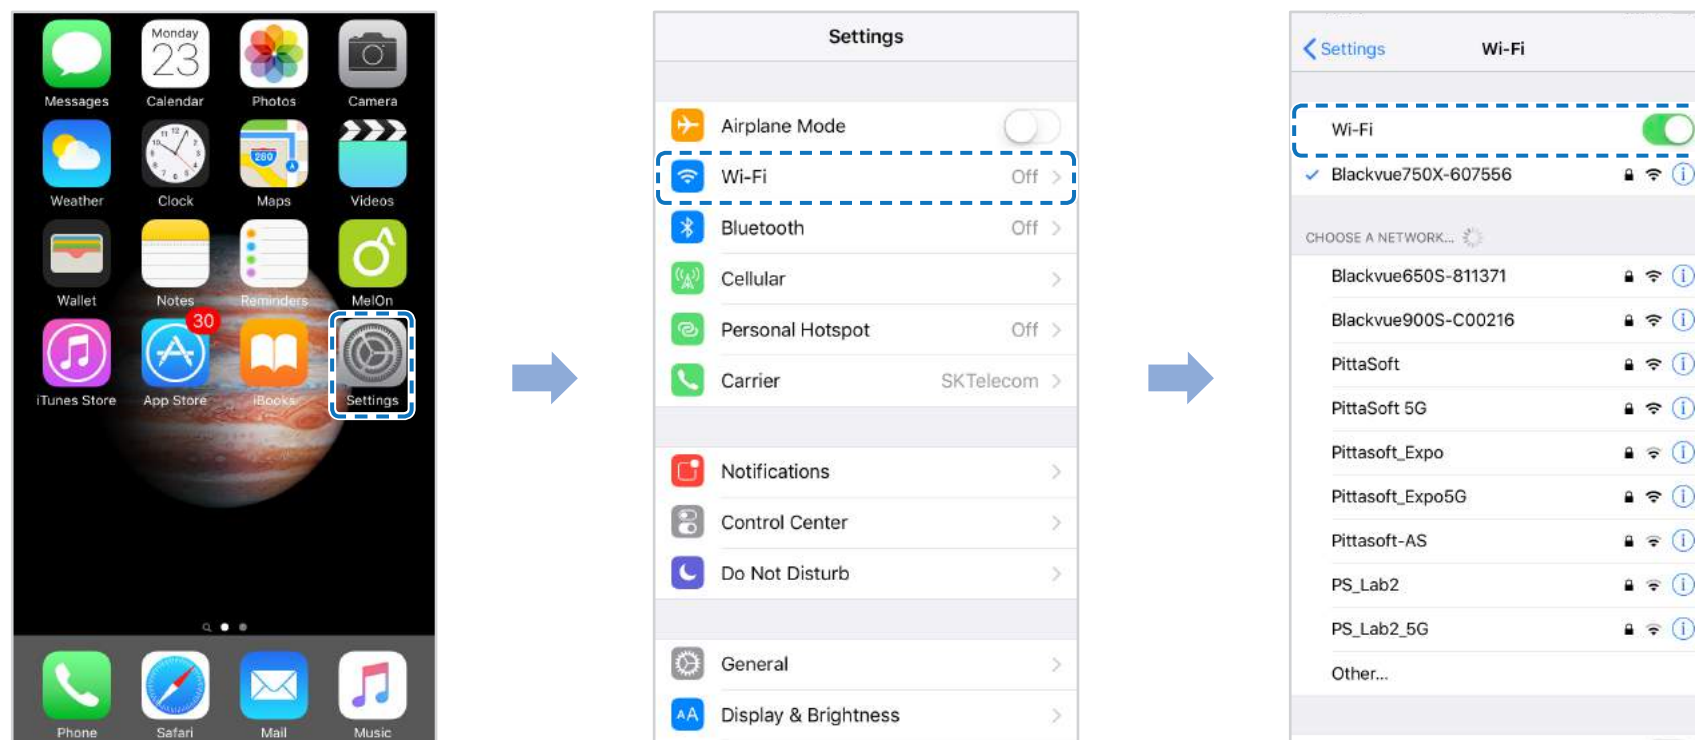 Monday
23
Messages Calendar Photos Camera
280
Weather Clock Maps Videos
Wallet Notes Reminders MelOn
30
iTunes Store App Store iBooks Settings
Phone Safari Mail Music
Settings
Airplane Mode
Wi-Fi Off
Bluetooth Off
Cellular
Personal Hotspot Off
Carrier SKTelecom
Notifications
Control Center
Do Not Disturb
General
AA Display & Brightness
Settings Wi-Fi
Wi-Fi
Blackvue750X-607556
CHOOSE A NETWORK...
Blackvue650S-811371
Blackvue900S-C00216
PittaSoft
PittaSoft 5G
Pittasoft_Expo
Pittasoft_Expo5G
Pittasoft-AS
PS_Lab2
PS_Lab2_5G
Other...